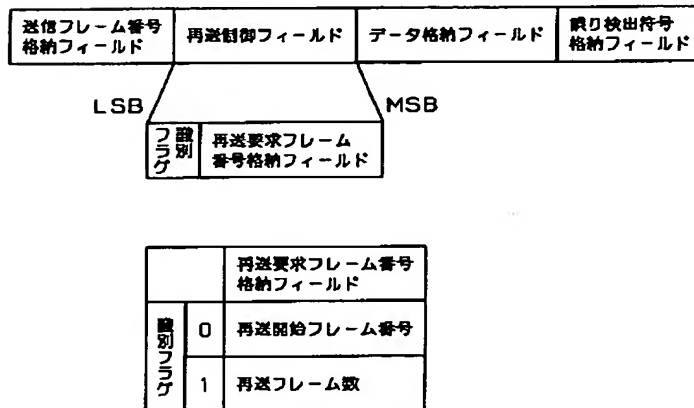 送信フレーム番号
格納フィールド
再送制御フィールド
データ格納フィールド
誤り検出符号
格納フィールド
LSB
MSB
識別
フラグ
再送要求フレーム
番号格納フィールド
再送要求フレーム番号
格納フィールド
識別フラグ
0
再送開始フレーム番号
1
再送フレーム数